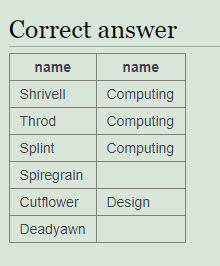 Correct answer
name name
Shrivell Computing
Throd Computing
Splint Computing
Spiregrain
Cutflower Design
Deadyawn